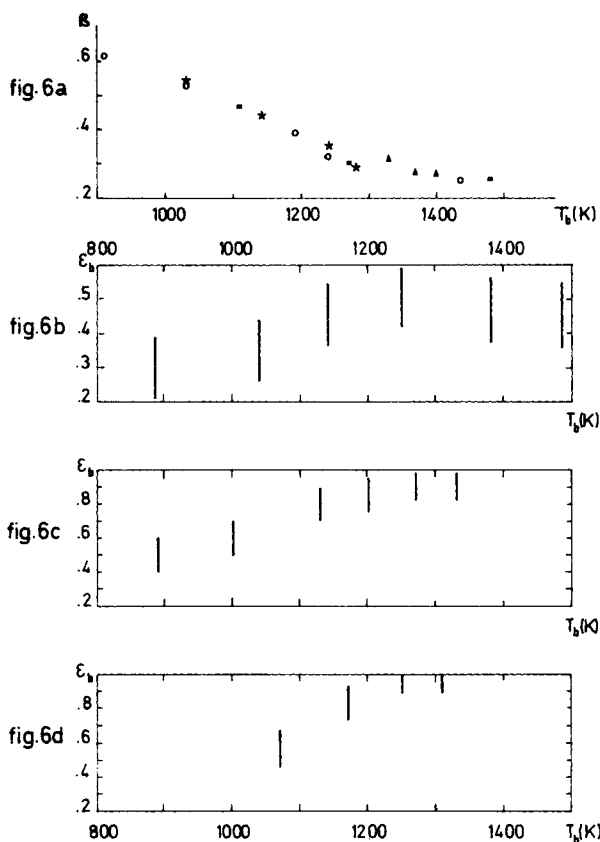 ß
.6
fig.6a
.4
.2
1000 1200 1400 T_b(K)
800 1000 1200 1400
ε_b
.5
fig.6b
.4
.3
.2
T_b(K)
ε_b
.8
fig.6c
.6
.4
.2
T_b(K)
ε_b
.8
fig.6d
.6
.4
.2
800 1000 1200 1400 T_b(K)